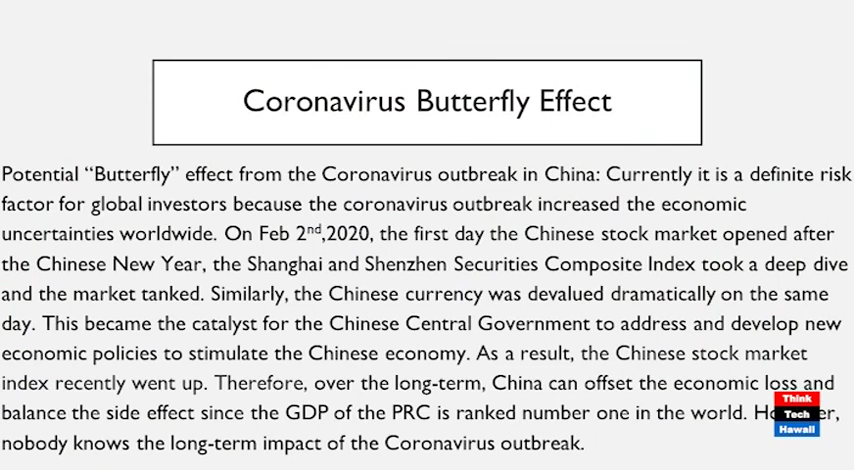 Coronavirus Butterfly Effect
Potential “Butterfly” effect from the Coronavirus outbreak in China: Currently it is a definite risk
factor for global investors because the coronavirus outbreak increased the economic
uncertainties worldwide. On Feb 2nd,2020, the first day the Chinese stock market opened after
the Chinese New Year, the Shanghai and Shenzhen Securities Composite Index took a deep dive
and the market tanked. Similarly, the Chinese currency was devalued dramatically on the same
day. This became the catalyst for the Chinese Central Government to address and develop new
economic policies to stimulate the Chinese economy. As a result, the Chinese stock market
index recently went up. Therefore, over the long-term, China can offset the economic loss and
balance the side effect since the GDP of the PRC is ranked number one in the world.
nobody knows the long-term impact of the Coronavirus outbreak.
Think
Tech
Hawaii